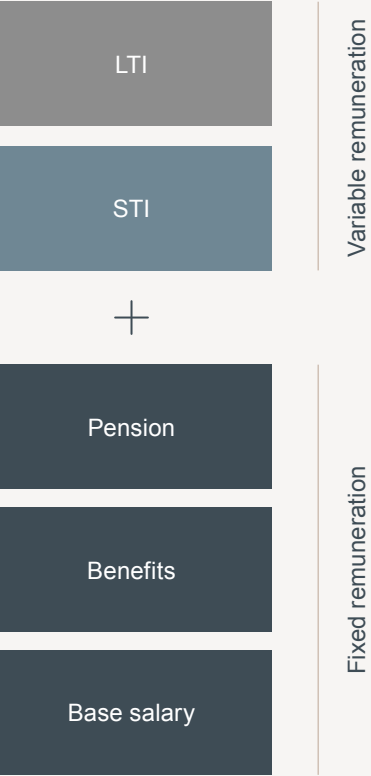 LTI
STI
Variable remuneration
+
Pension
Benefits
Base salary
Fixed remuneration